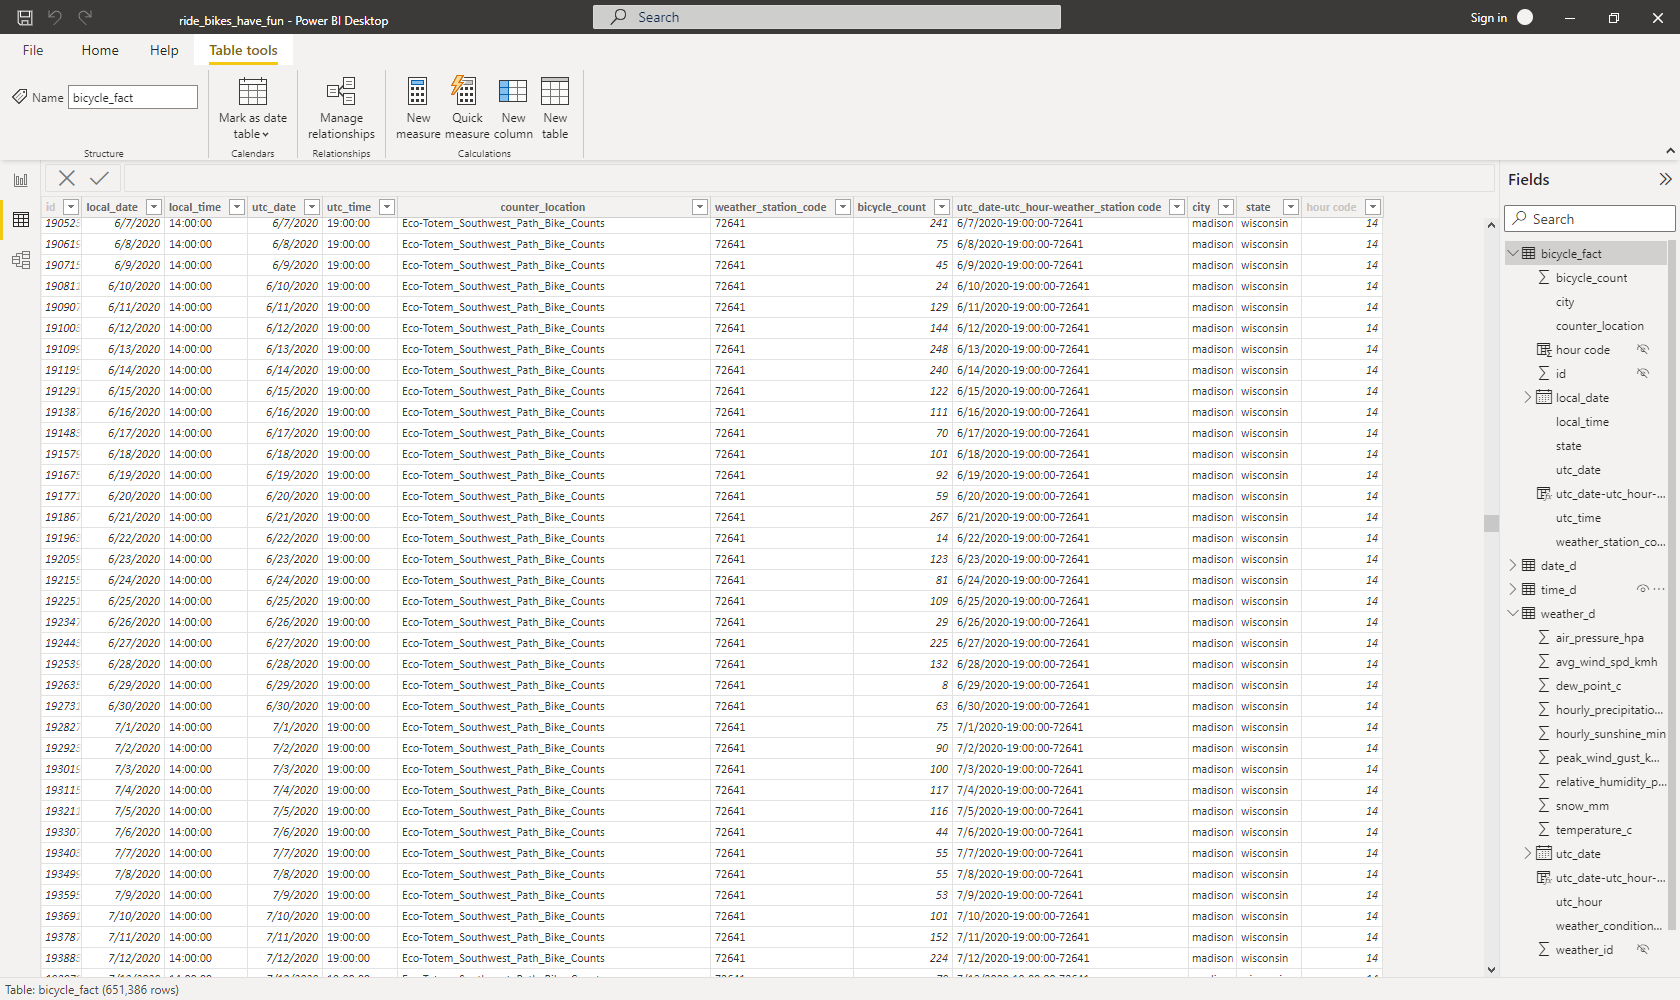 ride_bikes_have_fun - Power BI Desktop
Search
Sign in
File Home Help Table tools
Name bicycle_fact
Mark as date table
Manage relationships
New measure
Quick measure
New column
New table
Structure Calendars Relationships Calculations
id local_date local_time utc_date utc_time counter_location weather_station_code bicycle_count utc_date-utc_hour-weather_station code city state hour code
6/7/2020 14:00:00 6/7/2020 19:00:00 Eco-Totem_Southwest_Path_Bike_Counts 72641 241 6/7/2020-19:00:00-72641 madison wisconsin 14
6/8/2020 14:00:00 6/8/2020 19:00:00 Eco-Totem_Southwest_Path_Bike_Counts 72641 75 6/8/2020-19:00:00-72641 madison wisconsin 14
6/9/2020 14:00:00 6/9/2020 19:00:00 Eco-Totem_Southwest_Path_Bike_Counts 72641 45 6/9/2020-19:00:00-72641 madison wisconsin 14
6/10/2020 14:00:00 6/10/2020 19:00:00 Eco-Totem_Southwest_Path_Bike_Counts 72641 24 6/10/2020-19:00:00-72641 madison wisconsin 14
6/11/2020 14:00:00 6/11/2020 19:00:00 Eco-Totem_Southwest_Path_Bike_Counts 72641 129 6/11/2020-19:00:00-72641 madison wisconsin 14
6/12/2020 14:00:00 6/12/2020 19:00:00 Eco-Totem_Southwest_Path_Bike_Counts 72641 144 6/12/2020-19:00:00-72641 madison wisconsin 14
6/13/2020 14:00:00 6/13/2020 19:00:00 Eco-Totem_Southwest_Path_Bike_Counts 72641 248 6/13/2020-19:00:00-72641 madison wisconsin 14
6/14/2020 14:00:00 6/14/2020 19:00:00 Eco-Totem_Southwest_Path_Bike_Counts 72641 240 6/14/2020-19:00:00-72641 madison wisconsin 14
6/15/2020 14:00:00 6/15/2020 19:00:00 Eco-Totem_Southwest_Path_Bike_Counts 72641 122 6/15/2020-19:00:00-72641 madison wisconsin 14
6/16/2020 14:00:00 6/16/2020 19:00:00 Eco-Totem_Southwest_Path_Bike_Counts 72641 111 6/16/2020-19:00:00-72641 madison wisconsin 14
6/17/2020 14:00:00 6/17/2020 19:00:00 Eco-Totem_Southwest_Path_Bike_Counts 72641 70 6/17/2020-19:00:00-72641 madison wisconsin 14
6/18/2020 14:00:00 6/18/2020 19:00:00 Eco-Totem_Southwest_Path_Bike_Counts 72641 101 6/18/2020-19:00:00-72641 madison wisconsin 14
6/19/2020 14:00:00 6/19/2020 19:00:00 Eco-Totem_Southwest_Path_Bike_Counts 72641 92 6/19/2020-19:00:00-72641 madison wisconsin 14
6/20/2020 14:00:00 6/20/2020 19:00:00 Eco-Totem_Southwest_Path_Bike_Counts 72641 59 6/20/2020-19:00:00-72641 madison wisconsin 14
6/21/2020 14:00:00 6/21/2020 19:00:00 Eco-Totem_Southwest_Path_Bike_Counts 72641 267 6/21/2020-19:00:00-72641 madison wisconsin 14
6/22/2020 14:00:00 6/22/2020 19:00:00 Eco-Totem_Southwest_Path_Bike_Counts 72641 14 6/22/2020-19:00:00-72641 madison wisconsin 14
6/23/2020 14:00:00 6/23/2020 19:00:00 Eco-Totem_Southwest_Path_Bike_Counts 72641 123 6/23/2020-19:00:00-72641 madison wisconsin 14
6/24/2020 14:00:00 6/24/2020 19:00:00 Eco-Totem_Southwest_Path_Bike_Counts 72641 81 6/24/2020-19:00:00-72641 madison wisconsin 14
6/25/2020 14:00:00 6/25/2020 19:00:00 Eco-Totem_Southwest_Path_Bike_Counts 72641 109 6/25/2020-19:00:00-72641 madison wisconsin 14
6/26/2020 14:00:00 6/26/2020 19:00:00 Eco-Totem_Southwest_Path_Bike_Counts 72641 29 6/26/2020-19:00:00-72641 madison wisconsin 14
6/27/2020 14:00:00 6/27/2020 19:00:00 Eco-Totem_Southwest_Path_Bike_Counts 72641 225 6/27/2020-19:00:00-72641 madison wisconsin 14
6/28/2020 14:00:00 6/28/2020 19:00:00 Eco-Totem_Southwest_Path_Bike_Counts 72641 132 6/28/2020-19:00:00-72641 madison wisconsin 14
6/29/2020 14:00:00 6/29/2020 19:00:00 Eco-Totem_Southwest_Path_Bike_Counts 72641 8 6/29/2020-19:00:00-72641 madison wisconsin 14
6/30/2020 14:00:00 6/30/2020 19:00:00 Eco-Totem_Southwest_Path_Bike_Counts 72641 63 6/30/2020-19:00:00-72641 madison wisconsin 14
7/1/2020 14:00:00 7/1/2020 19:00:00 Eco-Totem_Southwest_Path_Bike_Counts 72641 75 7/1/2020-19:00:00-72641 madison wisconsin 14
7/2/2020 14:00:00 7/2/2020 19:00:00 Eco-Totem_Southwest_Path_Bike_Counts 72641 90 7/2/2020-19:00:00-72641 madison wisconsin 14
7/3/2020 14:00:00 7/3/2020 19:00:00 Eco-Totem_Southwest_Path_Bike_Counts 72641 100 7/3/2020-19:00:00-72641 madison wisconsin 14
7/4/2020 14:00:00 7/4/2020 19:00:00 Eco-Totem_Southwest_Path_Bike_Counts 72641 117 7/4/2020-19:00:00-72641 madison wisconsin 14
7/5/2020 14:00:00 7/5/2020 19:00:00 Eco-Totem_Southwest_Path_Bike_Counts 72641 116 7/5/2020-19:00:00-72641 madison wisconsin 14
7/6/2020 14:00:00 7/6/2020 19:00:00 Eco-Totem_Southwest_Path_Bike_Counts 72641 44 7/6/2020-19:00:00-72641 madison wisconsin 14
7/7/2020 14:00:00 7/7/2020 19:00:00 Eco-Totem_Southwest_Path_Bike_Counts 72641 55 7/7/2020-19:00:00-72641 madison wisconsin 14
7/8/2020 14:00:00 7/8/2020 19:00:00 Eco-Totem_Southwest_Path_Bike_Counts 72641 55 7/8/2020-19:00:00-72641 madison wisconsin 14
7/9/2020 14:00:00 7/9/2020 19:00:00 Eco-Totem_Southwest_Path_Bike_Counts 72641 53 7/9/2020-19:00:00-72641 madison wisconsin 14
7/10/2020 14:00:00 7/10/2020 19:00:00 Eco-Totem_Southwest_Path_Bike_Counts 72641 101 7/10/2020-19:00:00-72641 madison wisconsin 14
7/11/2020 14:00:00 7/11/2020 19:00:00 Eco-Totem_Southwest_Path_Bike_Counts 72641 152 7/11/2020-19:00:00-72641 madison wisconsin 14
7/12/2020 14:00:00 7/12/2020 19:00:00 Eco-Totem_Southwest_Path_Bike_Counts 72641 224 7/12/2020-19:00:00-72641 madison wisconsin 14
Fields
Search
bicycle_fact
bicycle_count
city
counter_location
hour code
id
local_date
local_time
state
utc_date
utc_date-utc_hour-...
utc_time
weather_station_co...
date_d
time_d
weather_d
air_pressure_hpa
avg_wind_spd_kmh
dew_point_c
hourly_precipitatio...
hourly_sunshine_min
peak_wind_gust_k...
relative_humidity_p...
snow_mm
temperature_c
utc_date
utc_date-utc_hour-...
utc_hour
weather_condition...
weather_id
Table: bicycle_fact (651,386 rows)